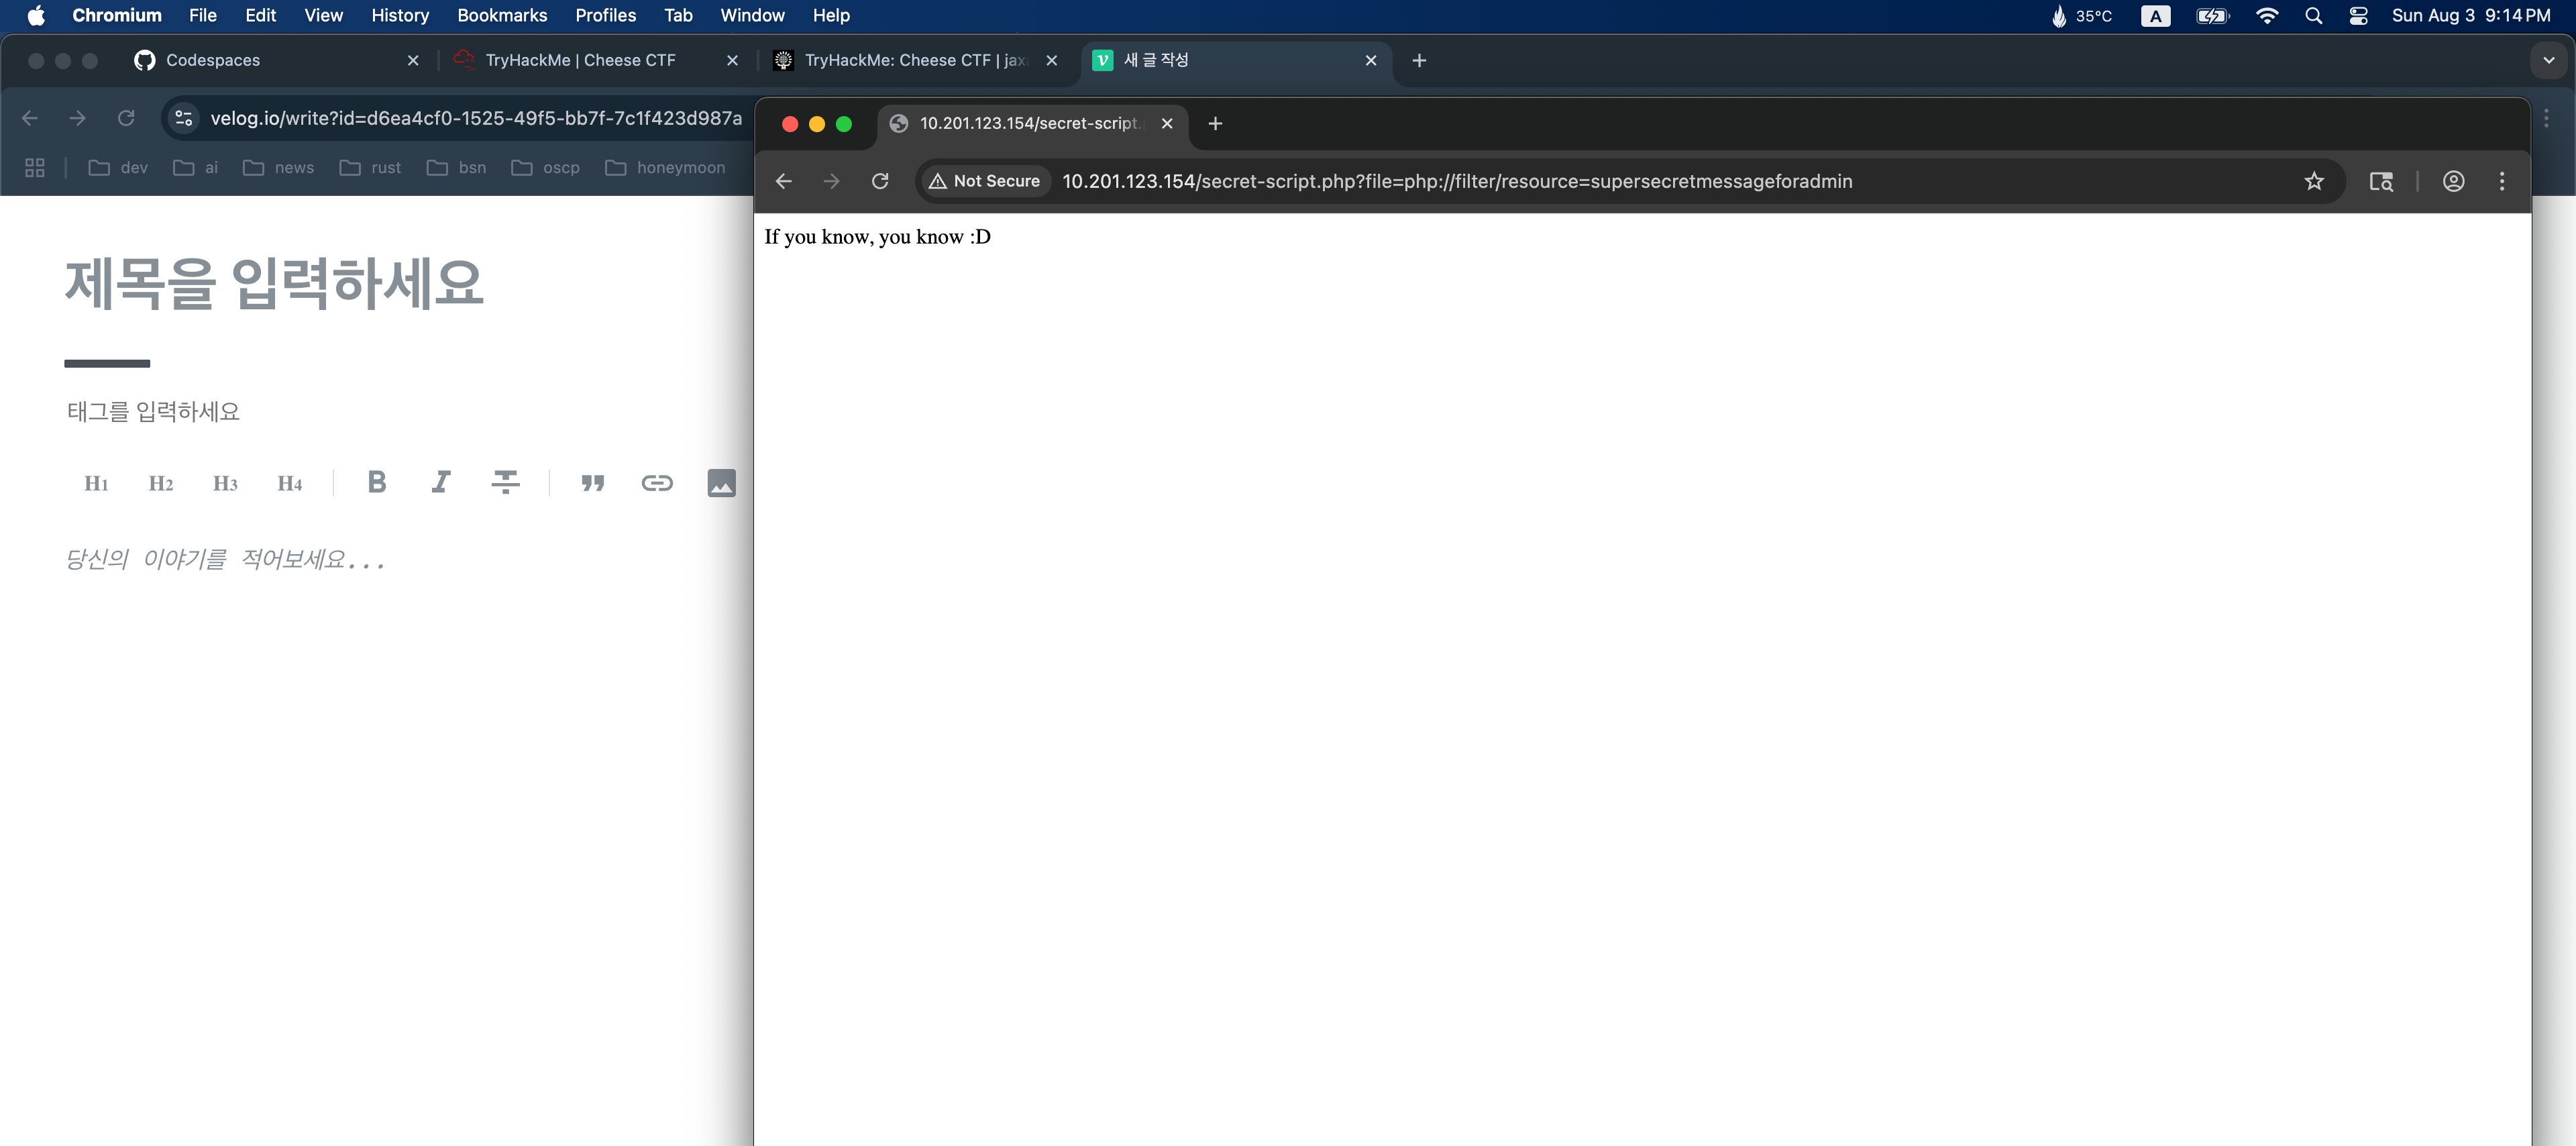 Chromium File Edit View History Bookmarks Profiles Tab Window Help 35°C A Sun Aug 3 9:14 PM
Codespaces TryHackMe | Cheese CTF TryHackMe: Cheese CTF | jax 새 글 작성
velog.io/write?id=d6ea4cf0-1525-49f5-bb7f-7c1f423d987a
dev ai news rust bsn oscp honeymoon
제목을 입력하세요
태그를 입력하세요
H1 H2 H3 H4 B I T
당신의 이야기를 적어보세요...
10.201.123.154/secret-script.
Not Secure 10.201.123.154/secret-script.php?file=php://filter/resource=supersecretmessageforadmin
If you know, you know :D